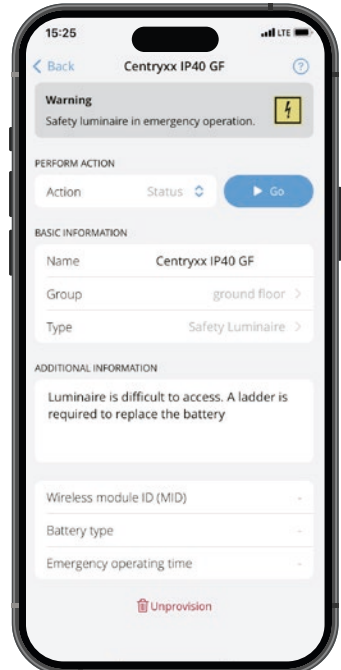 15:25
LTE
Back
Centryxx IP40 GF
?
Warning
Safety luminaire in emergency operation.
PERFORM ACTION
Action
Status
Go
BASIC INFORMATION
Name
Centryxx IP40 GF
Group
ground floor
Type
Safety Luminaire
ADDITIONAL INFORMATION
Luminaire is difficult to access. A ladder is
required to replace the battery
Wireless module ID (MID)
-
Battery type
-
Emergency operating time
-
Unprovision